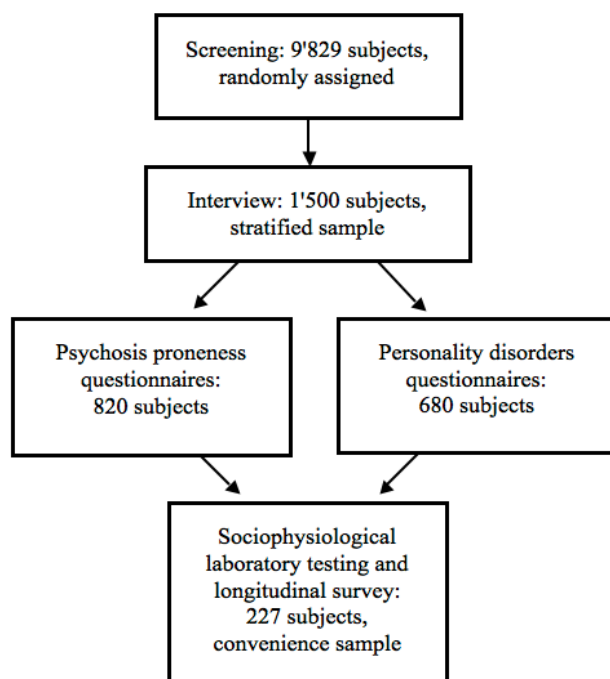 Screening: 9'829 subjects,
randomly assigned
Interview: 1'500 subjects,
stratified sample
Psychosis proneness
questionnaires:
820 subjects
Personality disorders
questionnaires:
680 subjects
Sociophysiological
laboratory testing and
longitudinal survey:
227 subjects,
convenience sample